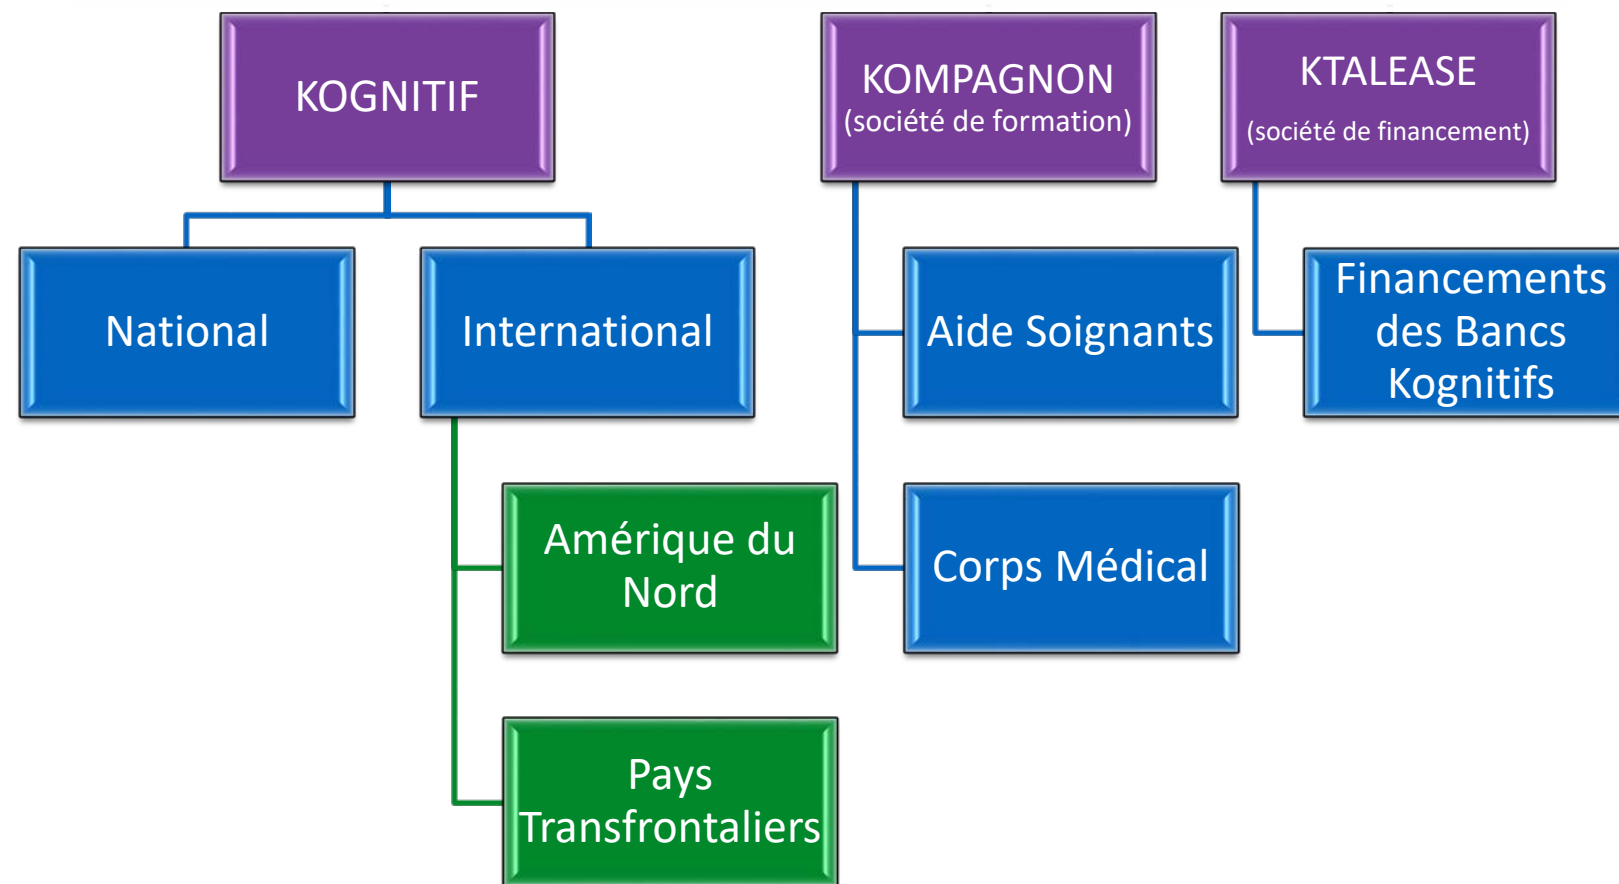 KOGNITIF
KOMPAGNON
(société de formation)
KTALEASE
(société de financement)
National
International
Aide Soignants
Financements
des Bancs
Kognitifs
Amérique du
Nord
Corps Médical
Pays
Transfrontaliers